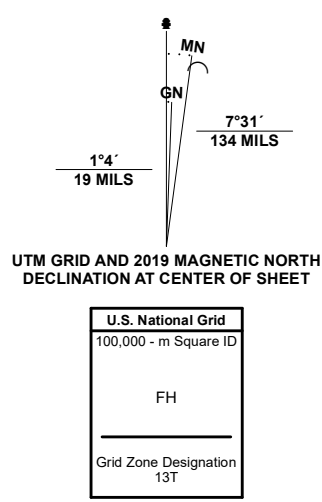 MN
GN
7°31´
134 MILS
1°4´
19 MILS
UTM GRID AND 2019 MAGNETIC NORTH
DECLINATION AT CENTER OF SHEET
U.S. National Grid
100,000 - m Square ID
FH
Grid Zone Designation
13T